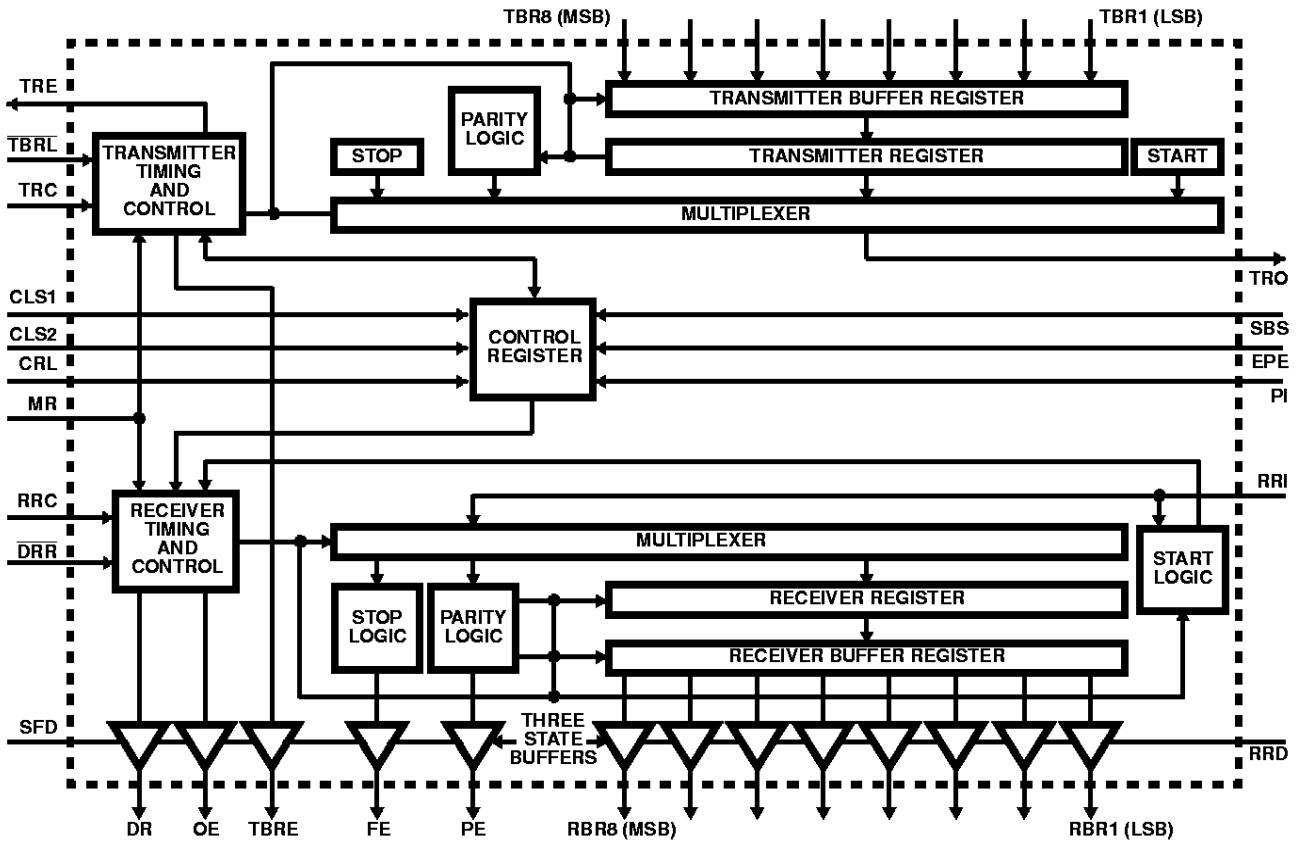 TBR8 (MSB)
TBR1 (LSB)
TRE
TRANSMITTER BUFFER REGISTER
PARITY
LOGIC
TBRL
TRANSMITTER
TIMING
AND
CONTROL
STOP
TRANSMITTER REGISTER
START
TRC
MULTIPLEXER
TRO
CLS1
CLS2
CRL
MR
CONTROL
REGISTER
SBS
EPE
PI
RRC
DRR
RECEIVER
TIMING
AND
CONTROL
RRI
MULTIPLEXER
START
LOGIC
STOP
LOGIC
PARITY
LOGIC
RECEIVER REGISTER
RECEIVER BUFFER REGISTER
SFD
THREE
STATE
BUFFERS
RRD
DR
OE
TBRE
FE
PE
RBR8 (MSB)
RBR1 (LSB)